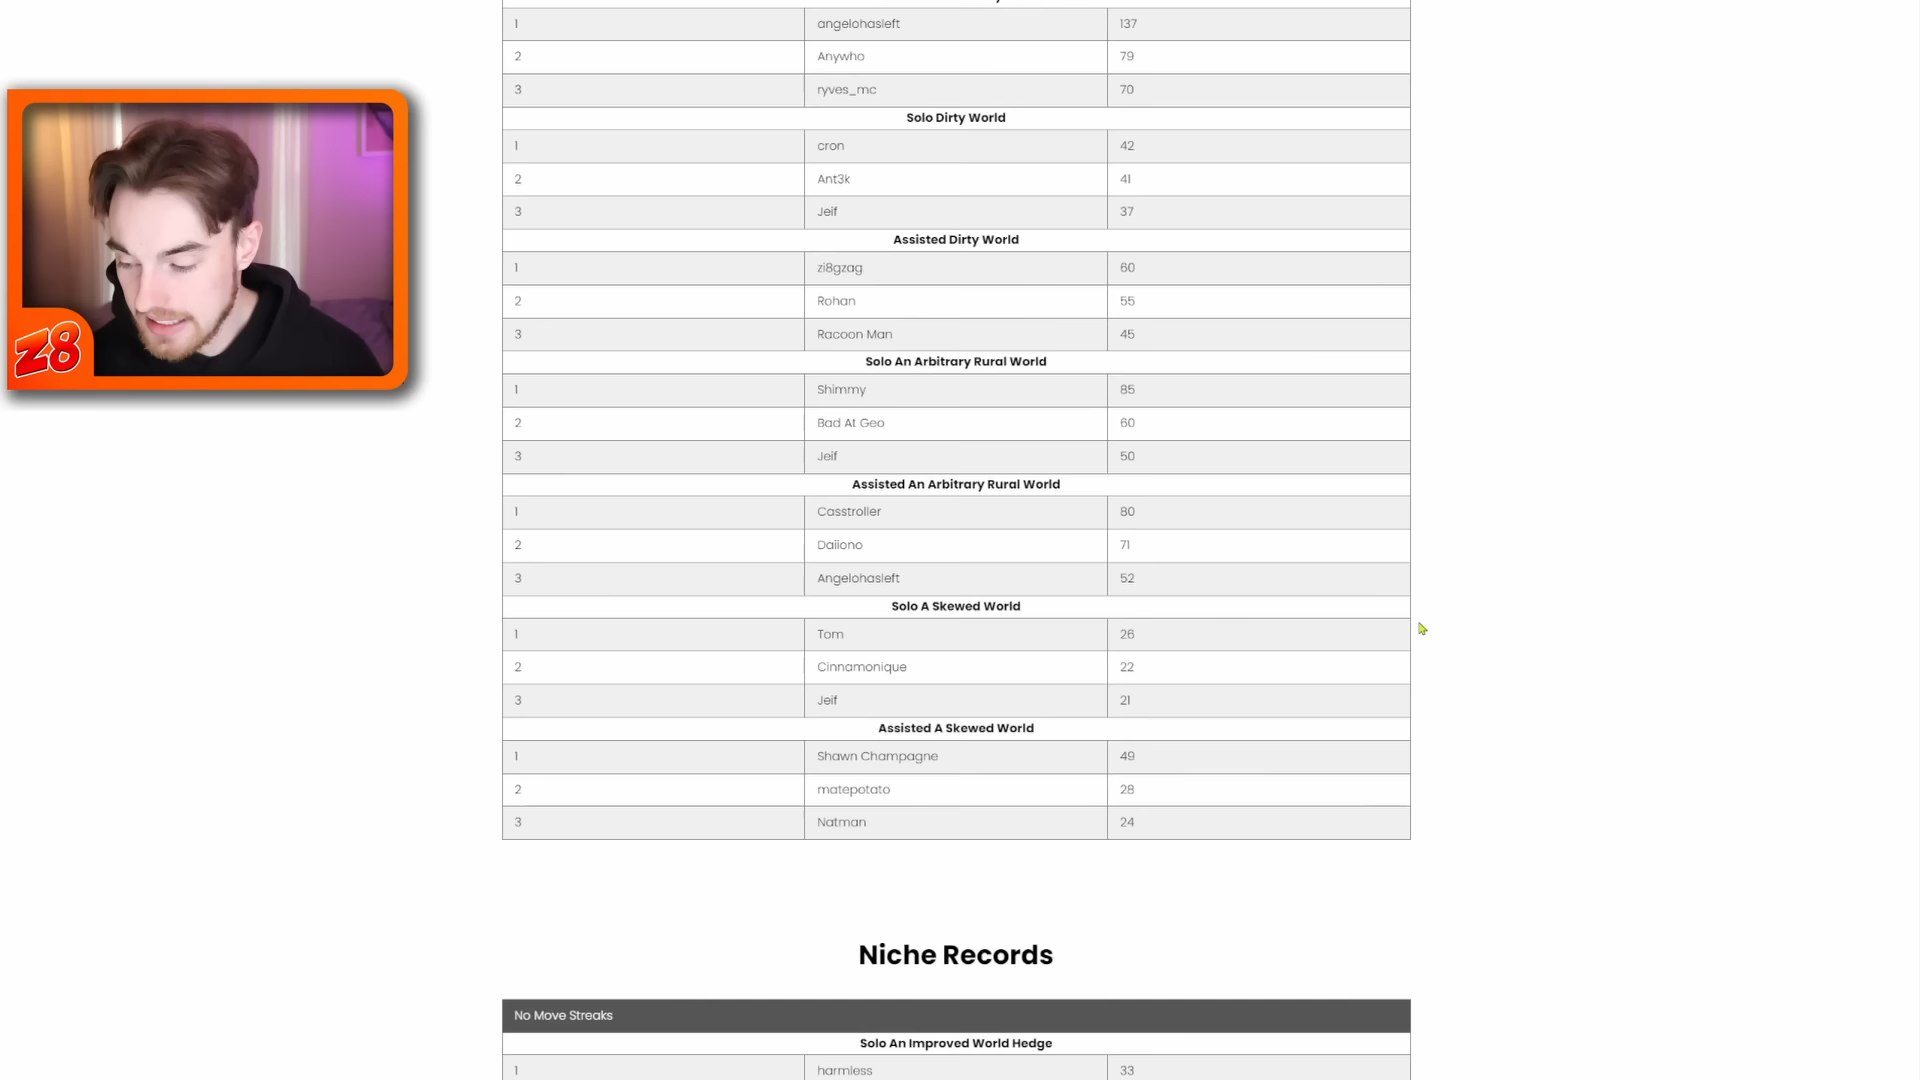 1 angelohasleft 137
2 Anywho 79
3 ryves_mc 70
Solo Dirty World
1 cron 42
2 Ant3k 41
3 Jeif 37
Assisted Dirty World
1 zi8gzag 60
2 Rohan 55
3 Racoon Man 45
Solo An Arbitrary Rural World
1 Shimmy 85
2 Bad At Geo 60
3 Jeif 50
Assisted An Arbitrary Rural World
1 Casstroller 80
2 Daiiono 71
3 Angelohasleft 52
Solo A Skewed World
1 Tom 26
2 Cinnamonique 22
3 Jeif 21
Assisted A Skewed World
1 Shawn Champagne 49
2 matepotato 28
3 Natman 24
Niche Records
No Move Streaks
Solo An Improved World Hedge
1 harmless 33
z8